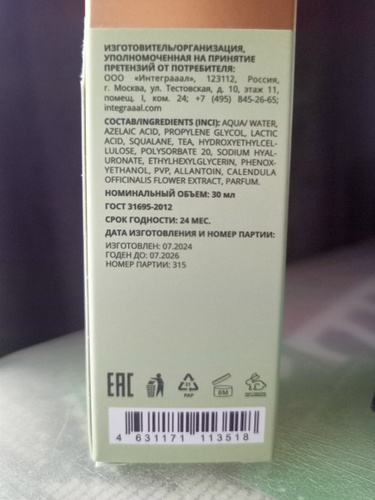 ИЗГОТОВИТЕЛЬ/ОРГАНИЗАЦИЯ,
УПОЛНОМОЧЕННАЯ НА ПРИНЯТИЕ
ПРЕТЕНЗИЙ ОТ ПОТРЕБИТЕЛЯ:
ООО «Интеграаал», 123112, Россия,
г. Москва, ул. Тестовская, д. 10, этаж 11,
помещ. I, ком. 24; +7 (495) 845-26-65;
integraaal.com
СОСТАВ/INGREDIENTS (INCI): AQUA/ WATER,
AZELAIC ACID, PROPYLENE GLYCOL, LACTIC
ACID, SQUALANE, TEA, HYDROXYETHYLCEL-
LULOSE, POLYSORBATE 20, SODIUM HYAL-
URONATE, ETHYLHEXYLGLYCERIN, PHENOX-
YETHANOL, PVP, ALLANTOIN, CALENDULA
OFFICINALIS FLOWER EXTRACT, PARFUM.
НОМИНАЛЬНЫЙ ОБЪЕМ: 30 мл
ГОСТ 31695-2012
СРОК ГОДНОСТИ: 24 МЕС.
ДАТА ИЗГОТОВЛЕНИЯ И НОМЕР ПАРТИИ:
ИЗГОТОВЛЕН: 07.2024
ГОДЕН ДО: 07.2026
НОМЕР ПАРТИИ: 315
EAC
PAP
6M
4 631171 113518